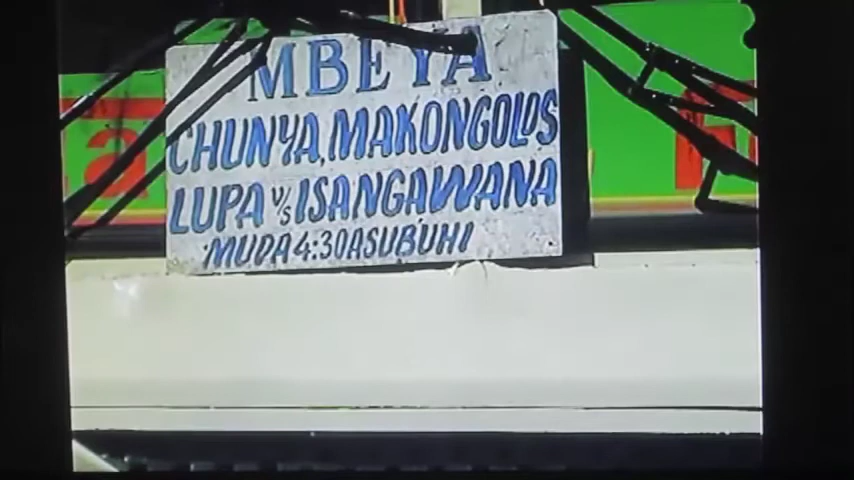 MBEYA
CHUNYA, MAKONGOLOS
LUPA V/S ISANGAWANA
MUDA 4:30 ASUBUHI